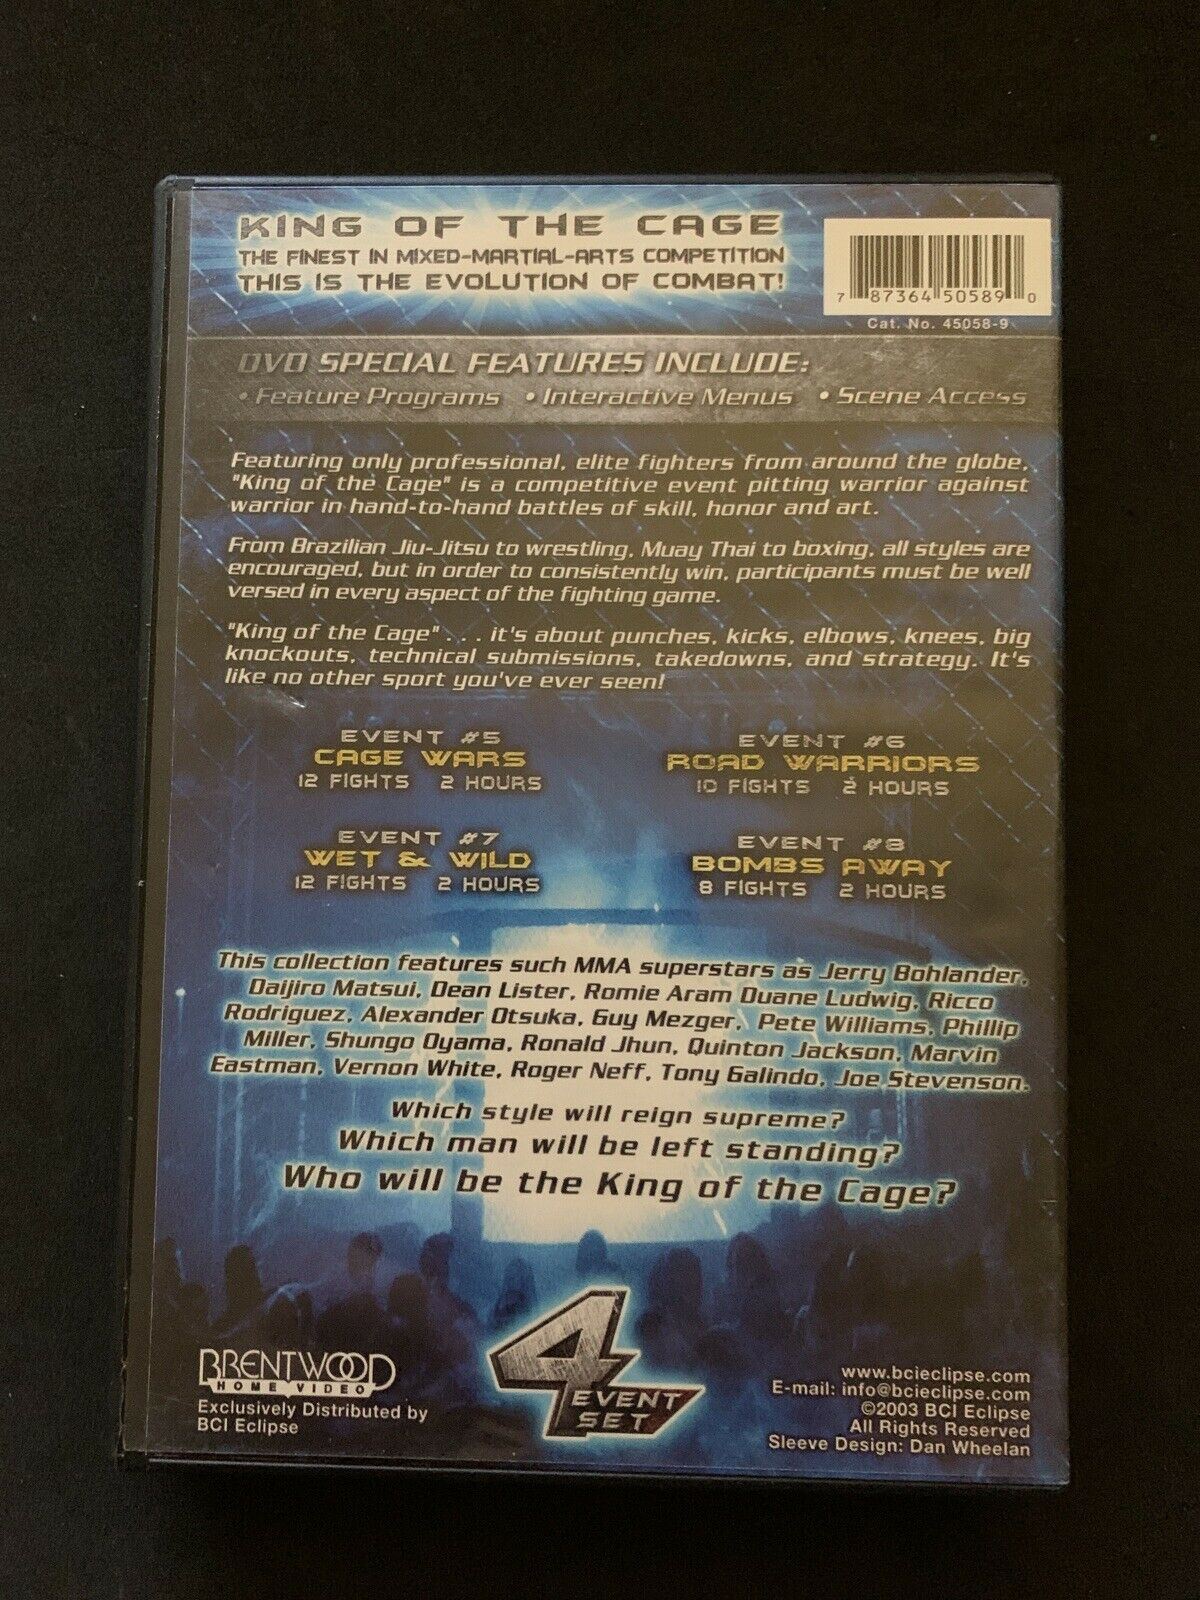 KING OF THE CAGE
THE FINEST IN MIXED-MARTIAL-ARTS COMPETITION
THIS IS THE EVOLUTION OF COMBAT!
7 87364 50589 0
Cat. No. 45058-9
DVD SPECIAL FEATURES INCLUDE:
• Feature Programs • Interactive Menus • Scene Access
Featuring only professional, elite fighters from around the globe,
"King of the Cage" is a competitive event pitting warrior against
warrior in hand-to-hand battles of skill, honor and art.
From Brazilian Jiu-Jitsu to wrestling, Muay Thai to boxing, all styles are
encouraged, but in order to consistently win, participants must be well
versed in every aspect of the fighting game.
"King of the Cage" . . . it's about punches, kicks, elbows, knees, big
knockouts, technical submissions, takedowns, and strategy. It's
like no other sport you've ever seen!
EVENT #5
CAGE WARS
12 FIGHTS 2 HOURS
EVENT #6
ROAD WARRIORS
10 FIGHTS 2 HOURS
EVENT #7
WET & WILD
12 FIGHTS 2 HOURS
EVENT #8
BOMBS AWAY
8 FIGHTS 2 HOURS
This collection features such MMA superstars as Jerry Bohlander,
Daijiro Matsui, Dean Lister, Romie Aram Duane Ludwig, Ricco
Rodriguez, Alexander Otsuka, Guy Mezger, Pete Williams, Phillip
Miller, Shungo Oyama, Ronald Jhun, Quinton Jackson, Marvin
Eastman, Vernon White, Roger Neff, Tony Galindo, Joe Stevenson.
Which style will reign supreme?
Which man will be left standing?
Who will be the King of the Cage?
BRENTWOOD
HOME VIDEO
Exclusively Distributed by
BCI Eclipse
4
EVENT
SET
www.bcieclipse.com
E-mail: info@bcieclipse.com
©2003 BCI Eclipse
All Rights Reserved
Sleeve Design: Dan Wheelan